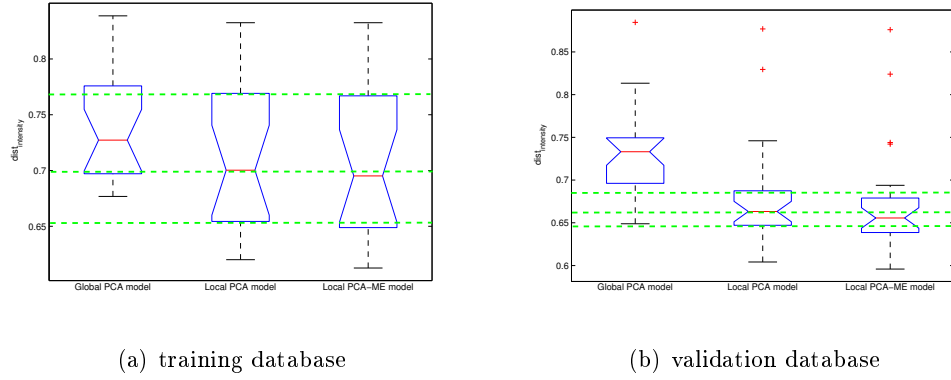 0.8
0.75
0.7
0.65
dist_intensity
Global PCA model Local PCA model Local PCA−ME model
(a) training database
0.85
0.8
0.75
0.7
0.65
0.6
dist_intensity
Global PCA model Local PCA model Local PCA−ME model
(b) validation database